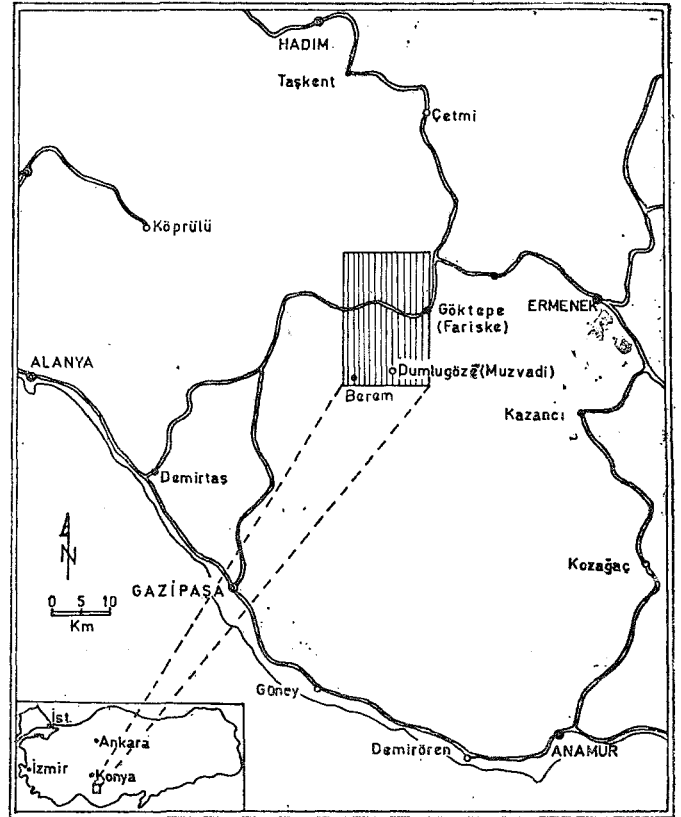 HADIM
Taşkent
Çetmi
Köprülü
Göktepe
(Fariske)
ERMENEK
ALANYA
Dumlugöze (Muzvadi)
Berem
Kazancı
Demirtaş
N
GAZİPAŞA
0 5 10
Km
Kozağaç
Göney
Demirören
ANAMUR
İst.
Ankara
İzmir
Konya